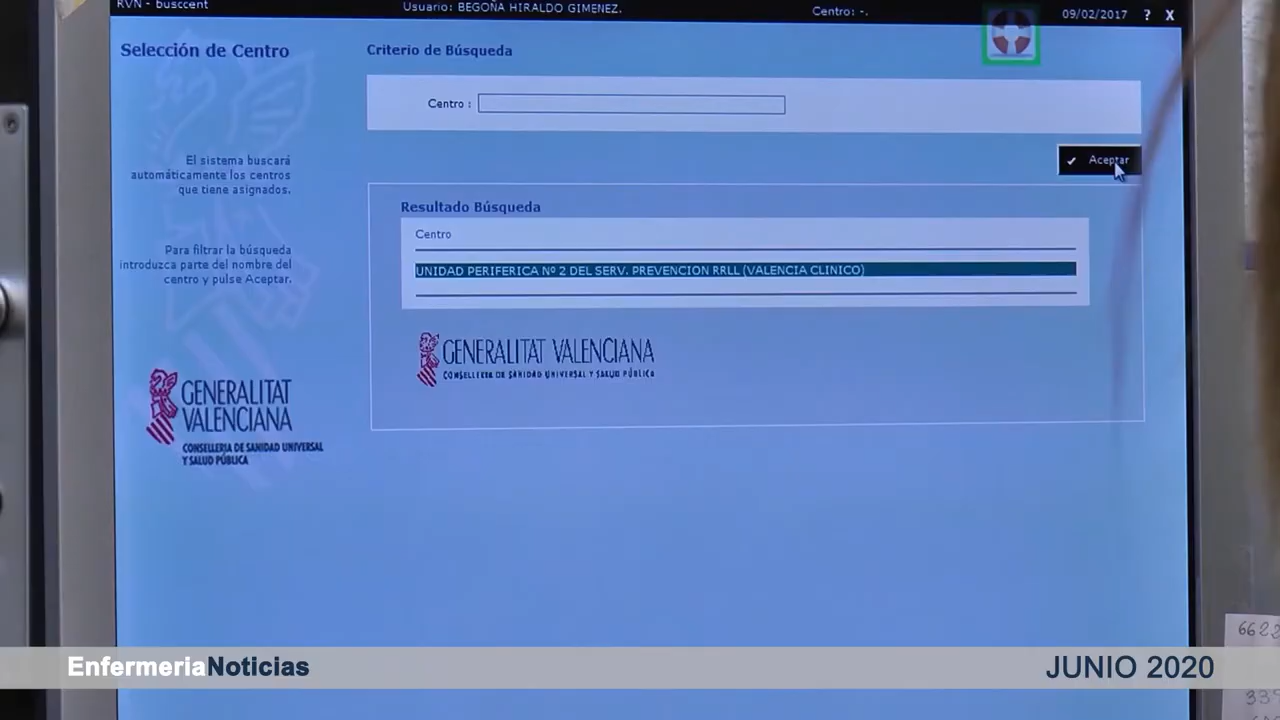 RVN - busccent
Usuario: BEGOÑA HIRALDO GIMENEZ.
Centro: -.
09/02/2017 ? X
Selección de Centro
Criterio de Búsqueda
Centro :
El sistema buscará
automáticamente los centros
que tiene asignados.
Aceptar
Para filtrar la búsqueda
introduzca parte del nombre del
centro y pulse Aceptar.
Resultado Búsqueda
Centro
UNIDAD PERIFERICA Nº 2 DEL SERV. PREVENCION RRLL (VALENCIA CLINICO)
GENERALITAT VALENCIANA
CONSELLERIA DE SANIDAD UNIVERSAL Y SALUD PÚBLICA
GENERALITAT
VALENCIANA
CONSELLERIA DE SANIDAD UNIVERSAL
Y SALUD PÚBLICA
6622
EnfermeriaNoticias
JUNIO 2020